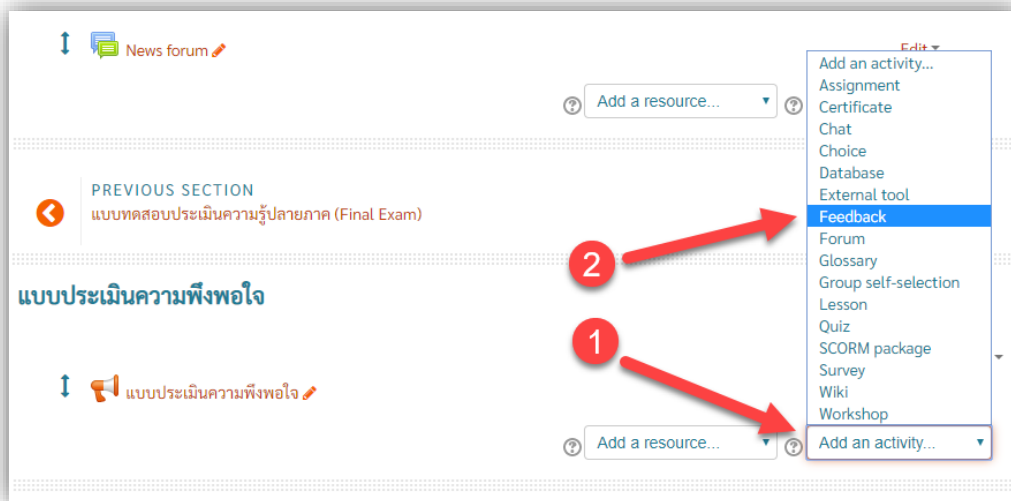 News forum
Edit
Add a resource...
PREVIOUS SECTION
แบบทดสอบประเมินความรู้ปลายภาค (Final Exam)
แบบประเมินความพึงพอใจ
แบบประเมินความพึงพอใจ
Add a resource...
Add an activity...
Add an activity...
Assignment
Certificate
Chat
Choice
Database
External tool
Feedback
Forum
Glossary
Group self-selection
Lesson
Quiz
SCORM package
Survey
Wiki
Workshop
2
1